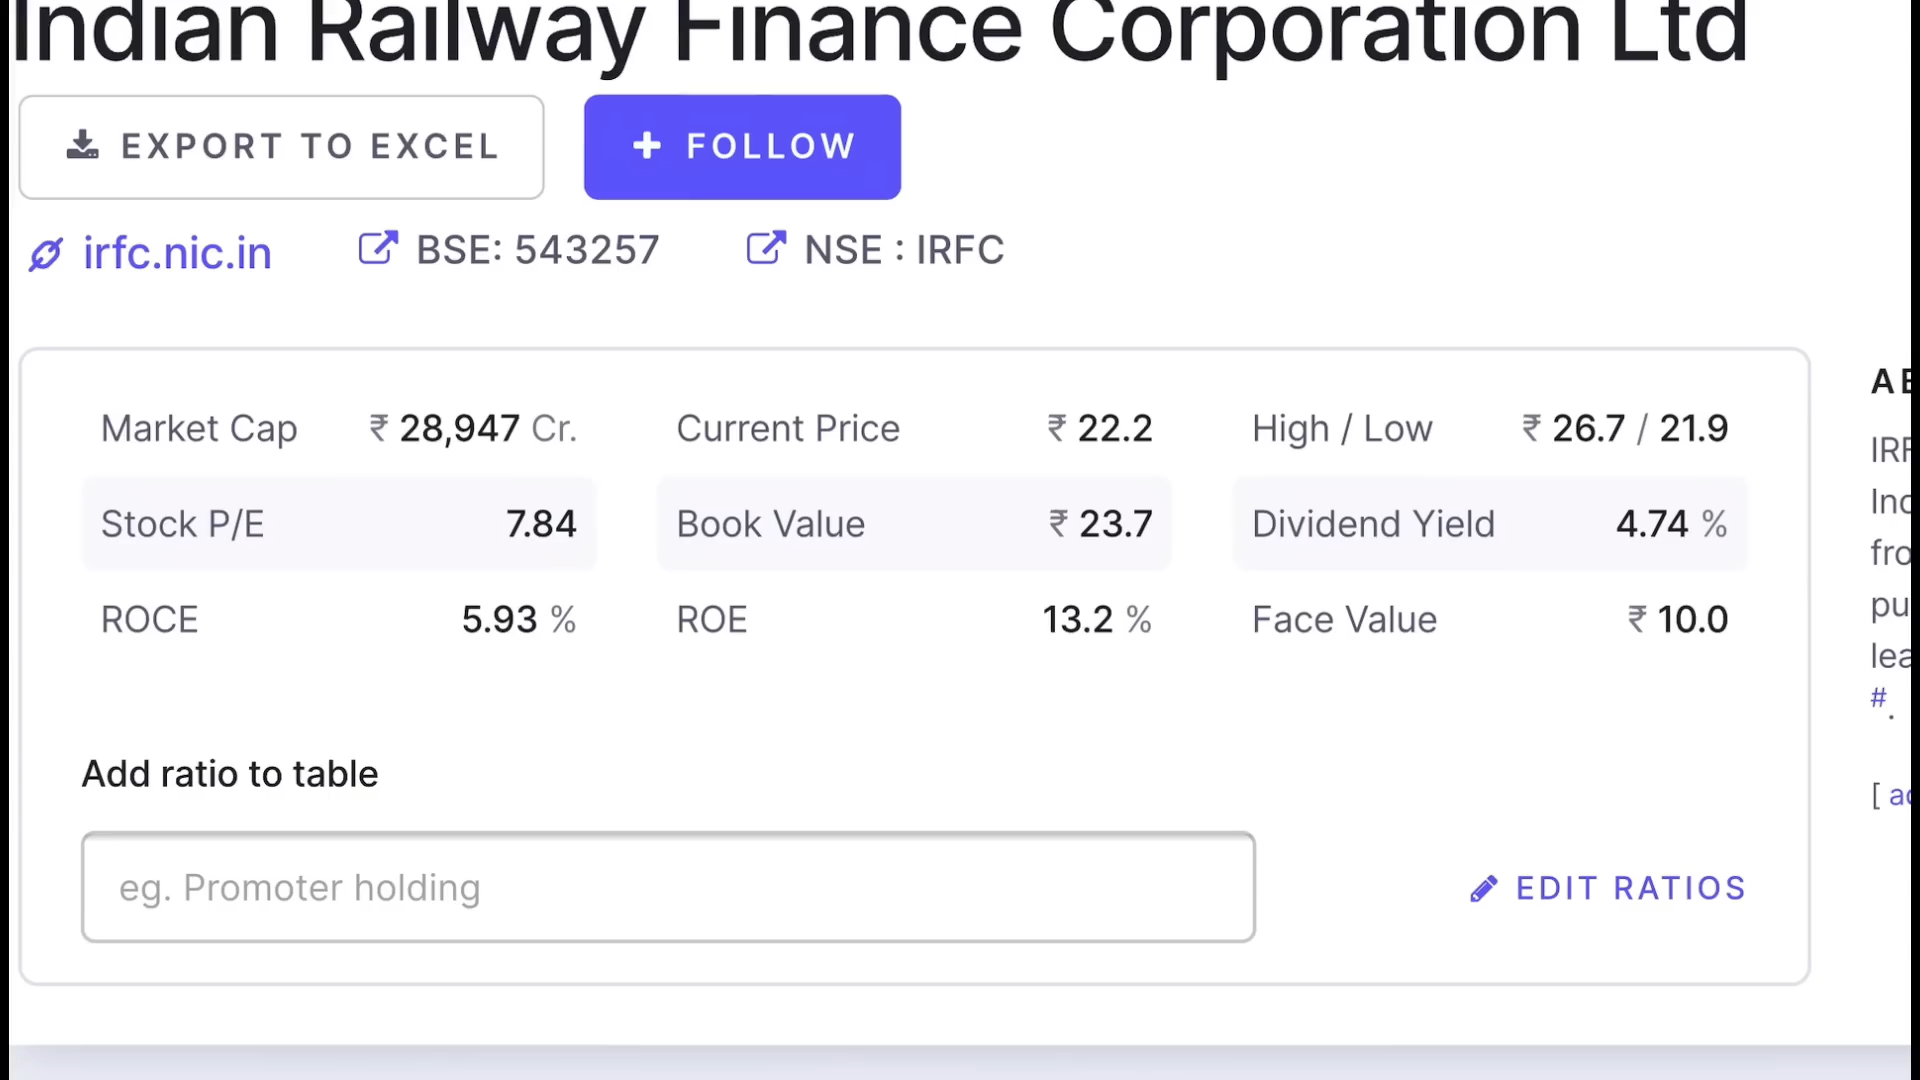 Indian Railway Finance Corporation Ltd
EXPORT TO EXCEL
FOLLOW
irfc.nic.in
BSE: 543257
NSE : IRFC
Market Cap ₹ 28,947 Cr.
Current Price ₹ 22.2
High / Low ₹ 26.7 / 21.9
Stock P/E 7.84
Book Value ₹ 23.7
Dividend Yield 4.74 %
ROCE 5.93 %
ROE 13.2 %
Face Value ₹ 10.0
Add ratio to table
eg. Promoter holding
EDIT RATIOS
#.